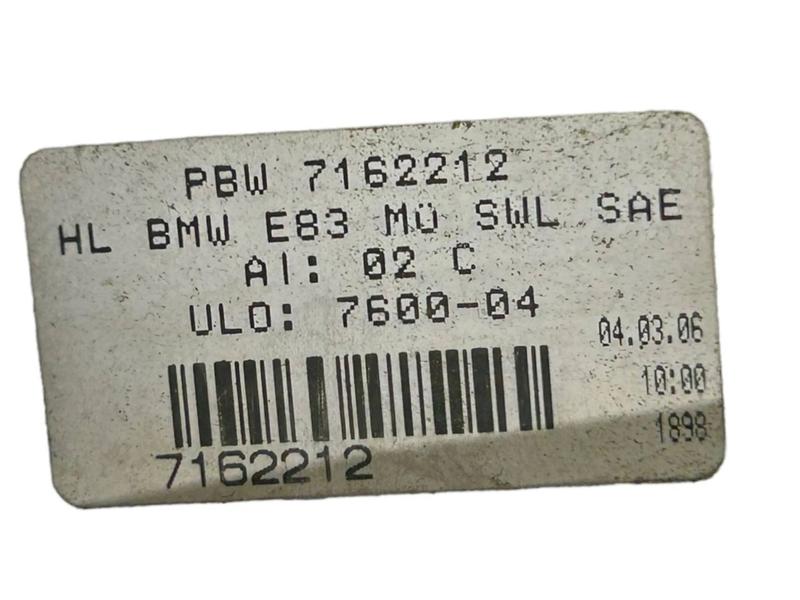 PBW 7162212
HL BMW E83 MÜ SWL SAE
AI: 02 C
ULO: 7600-04
04.03.06
10:00
1898
7162212